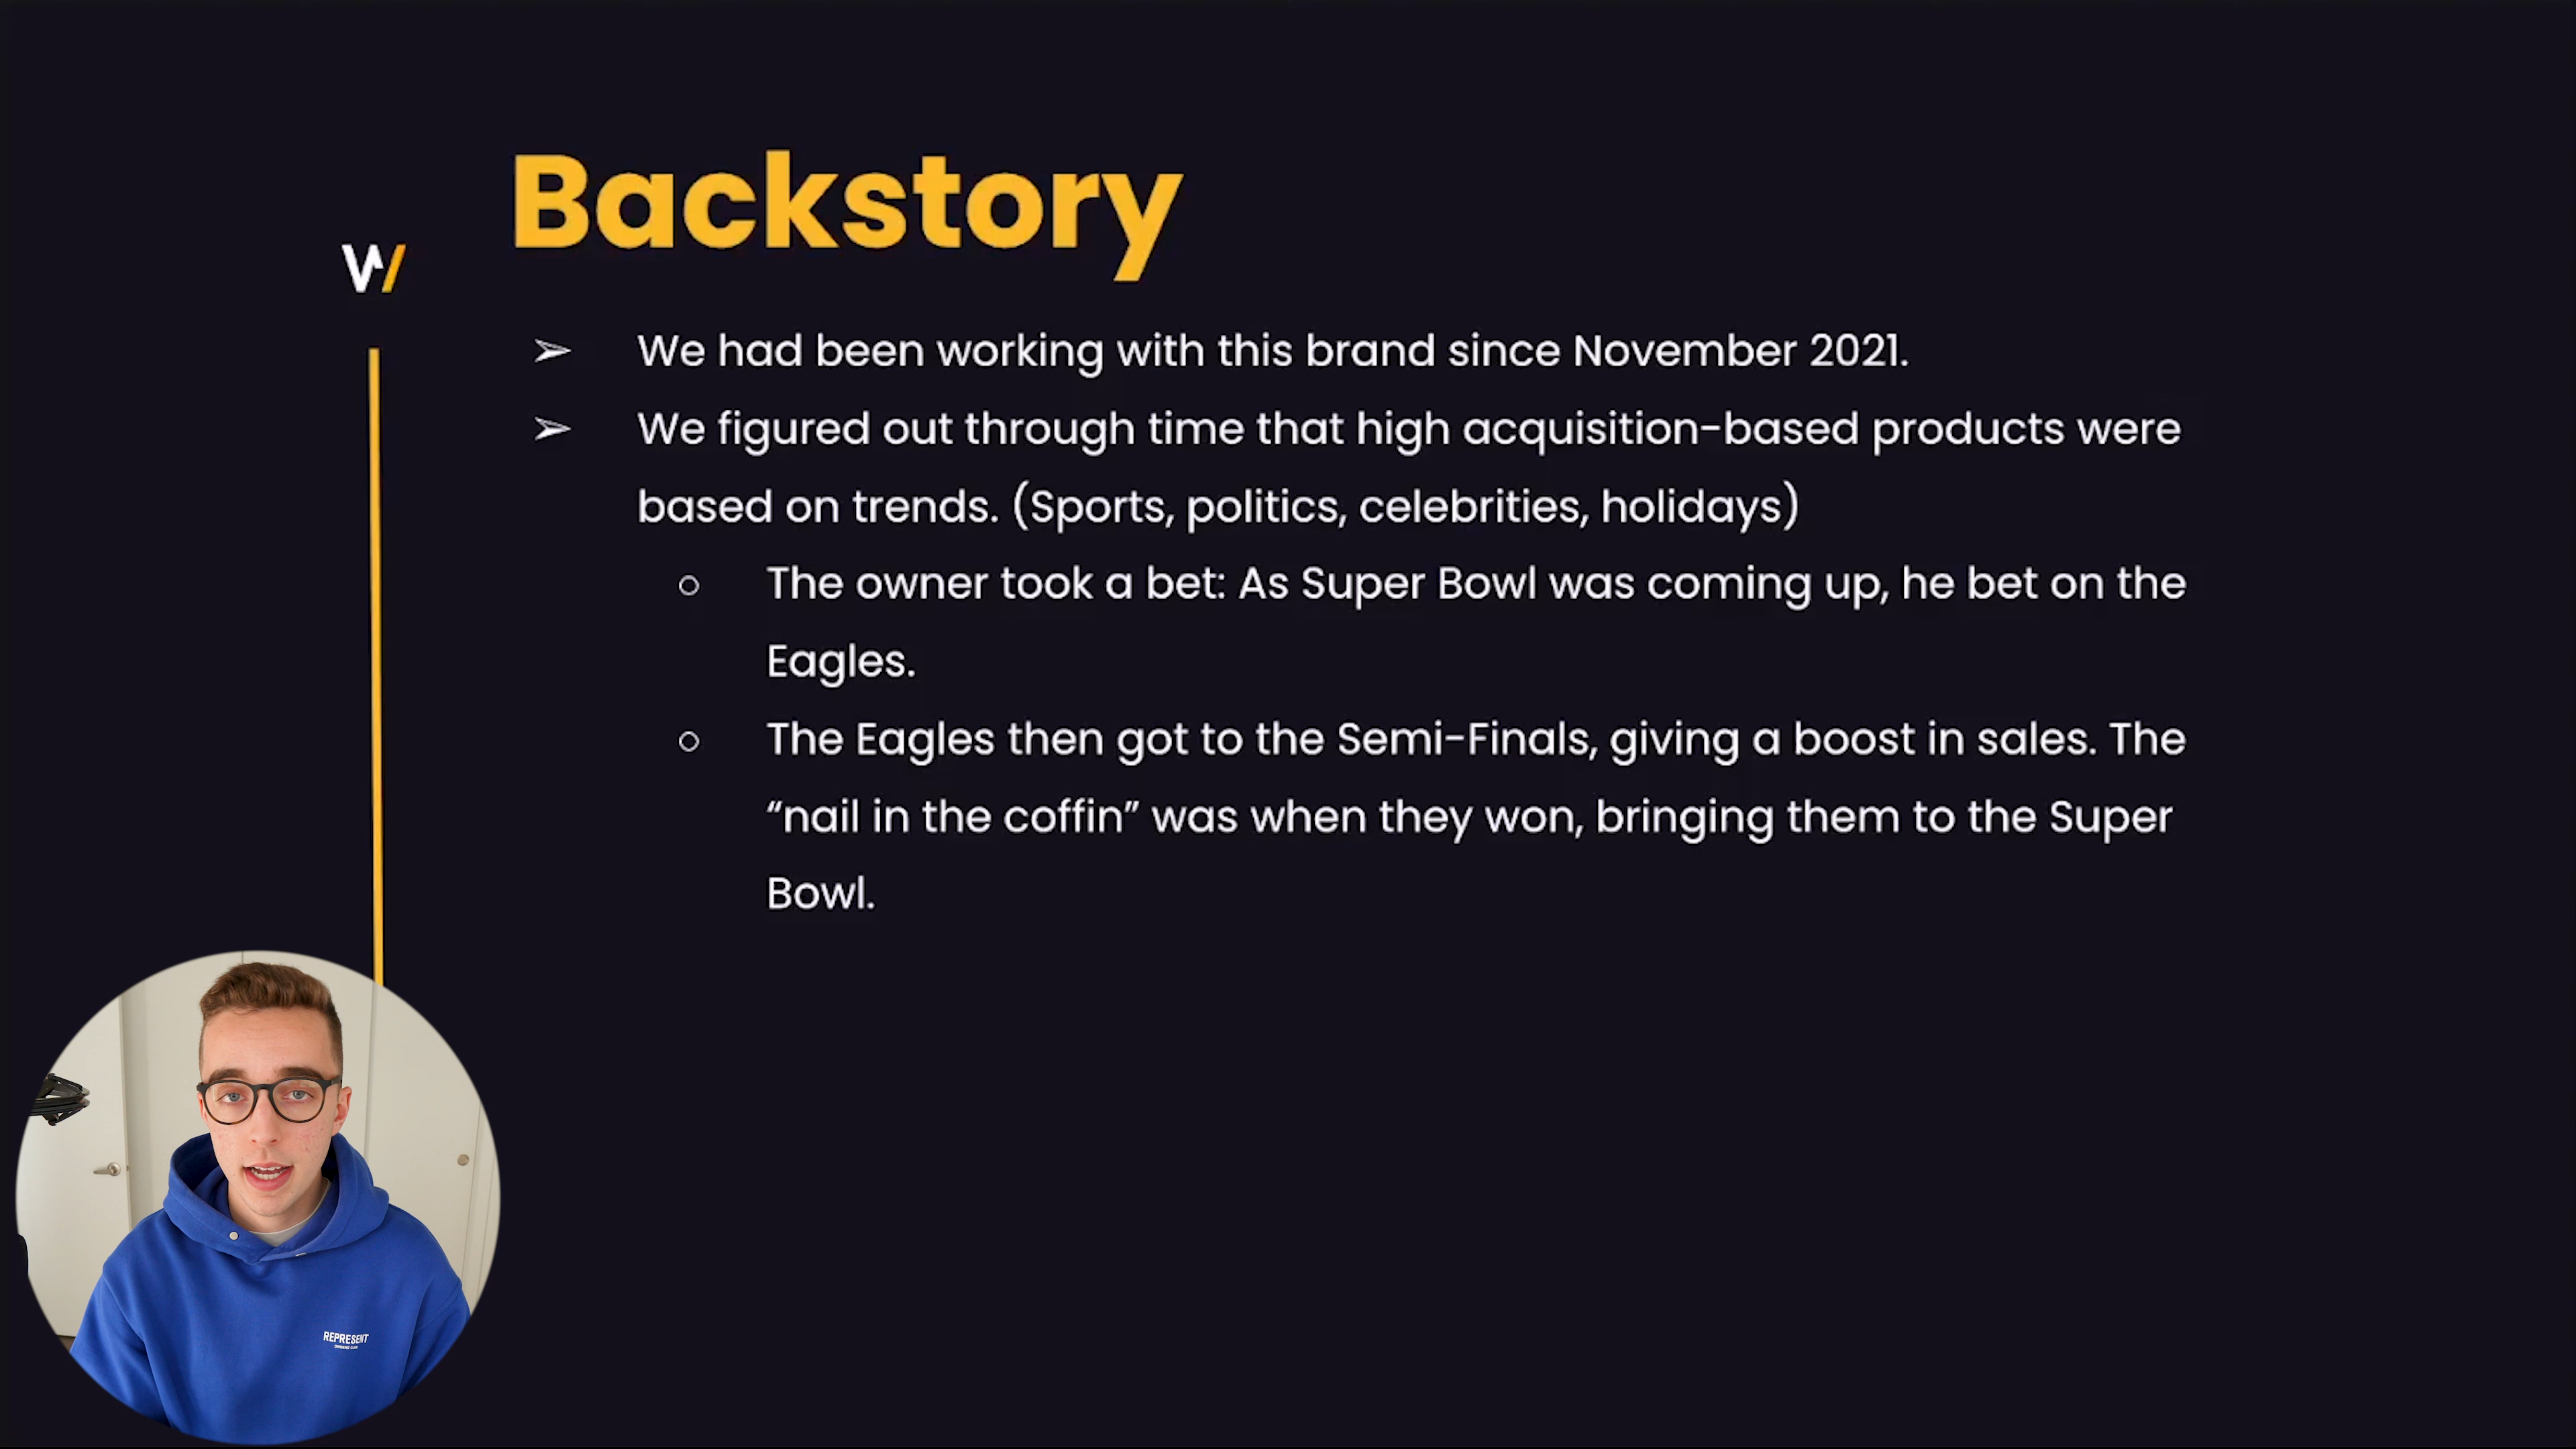 Backstory
W
➢ We had been working with this brand since November 2021.
➢ We figured out through time that high acquisition-based products were
based on trends. (Sports, politics, celebrities, holidays)
○ The owner took a bet: As Super Bowl was coming up, he bet on the
Eagles.
○ The Eagles then got to the Semi-Finals, giving a boost in sales. The
“nail in the coffin” was when they won, bringing them to the Super
Bowl.
REPRESENT